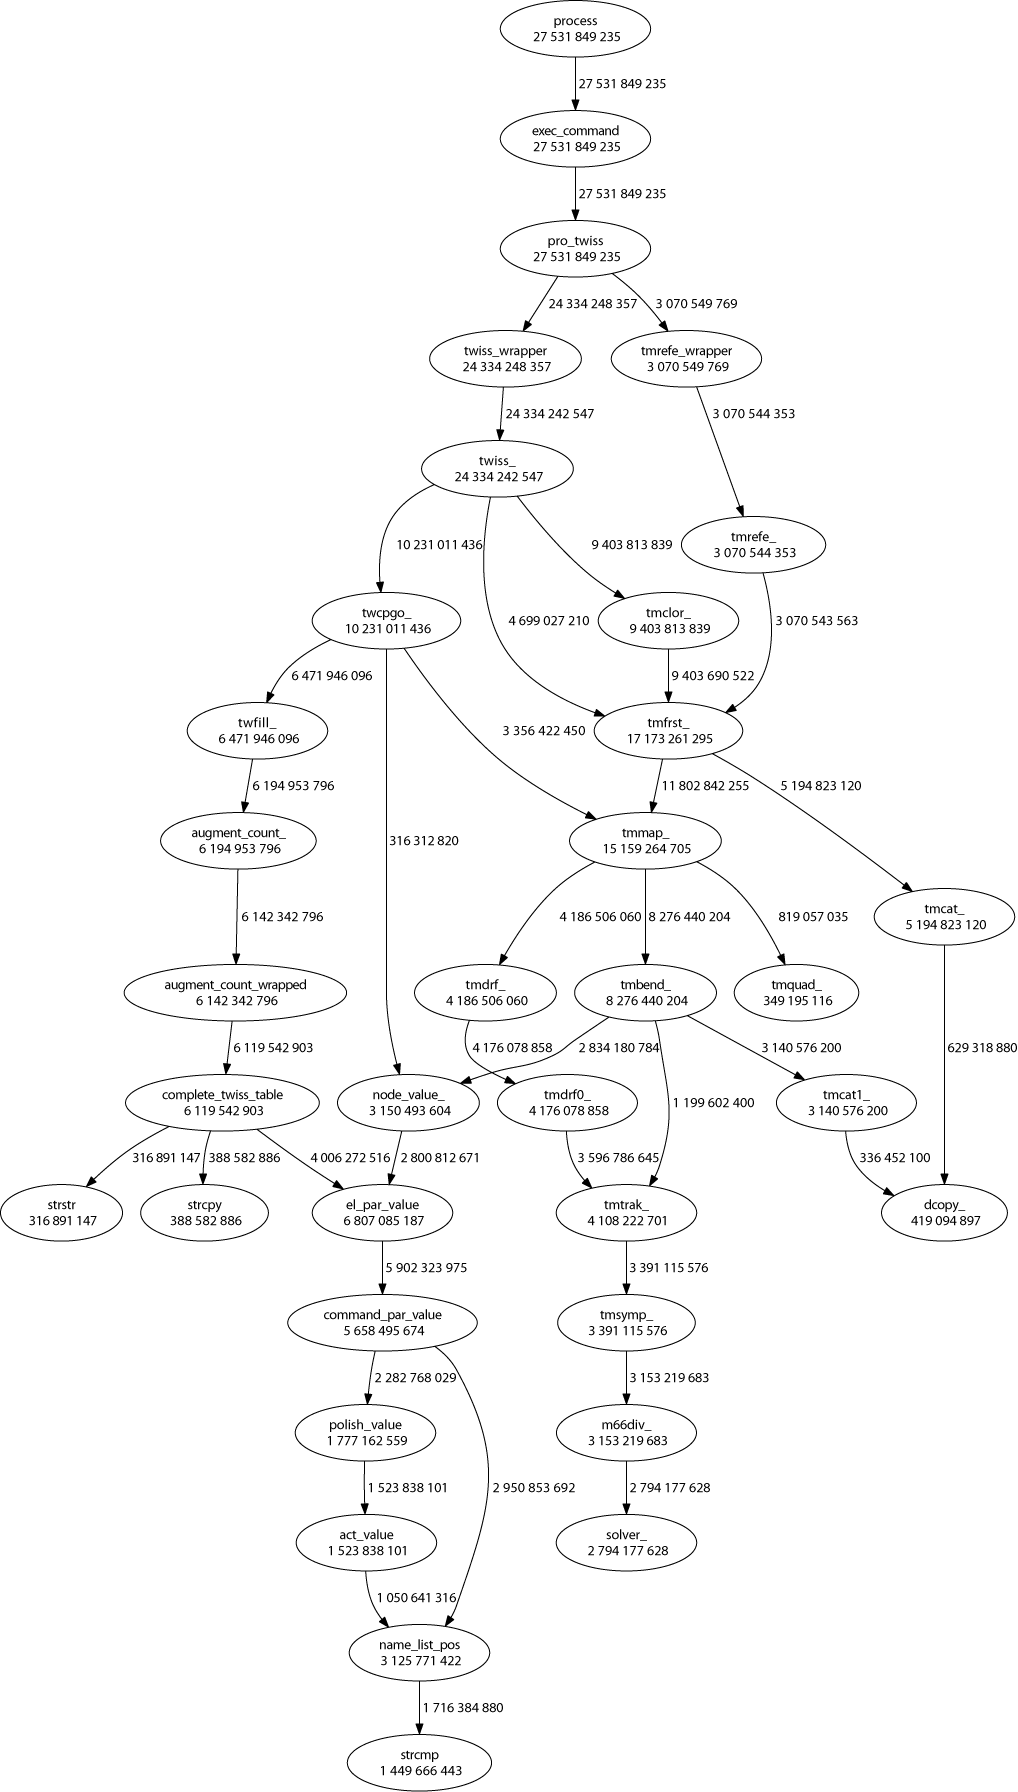 process
27 531 849 235
27 531 849 235
exec_command
27 531 849 235
27 531 849 235
pro_twiss
27 531 849 235
24 334 248 357
3 070 549 769
twiss_wrapper
24 334 248 357
tmrefe_wrapper
3 070 549 769
24 334 242 547
3 070 544 353
twiss_
24 334 242 547
10 231 011 436
9 403 813 839
tmrefe_
3 070 544 353
twcpgo_
10 231 011 436
4 699 027 210
tmclor_
9 403 813 839
3 070 543 563
6 471 946 096
9 403 690 522
twfill_
6 471 946 096
3 356 422 450
tmfrst_
17 173 261 295
6 194 953 796
11 802 842 255
5 194 823 120
augment_count_
6 194 953 796
316 312 820
tmmap_
15 159 264 705
6 142 342 796
4 186 506 060
8 276 440 204
819 057 035
tmcat_
5 194 823 120
augment_count_wrapped
6 142 342 796
tmdrf_
4 186 506 060
tmbend_
8 276 440 204
tmquad_
349 195 116
6 119 542 903
4 176 078 858
2 834 180 784
3 140 576 200
629 318 880
complete_twiss_table
6 119 542 903
node_value_
3 150 493 604
tmdrf0_
4 176 078 858
1 199 602 400
tmcat1_
3 140 576 200
316 891 147
388 582 886
4 006 272 516
2 800 812 671
3 596 786 645
336 452 100
strstr
316 891 147
strcpy
388 582 886
el_par_value
6 807 085 187
tmtrak_
4 108 222 701
dcopy_
419 094 897
5 902 323 975
3 391 115 576
command_par_value
5 658 495 674
tmsymp_
3 391 115 576
2 282 768 029
3 153 219 683
polish_value
1 777 162 559
m66div_
3 153 219 683
1 523 838 101
2 950 853 692
2 794 177 628
act_value
1 523 838 101
solver_
2 794 177 628
1 050 641 316
name_list_pos
3 125 771 422
1 716 384 880
strcmp
1 449 666 443